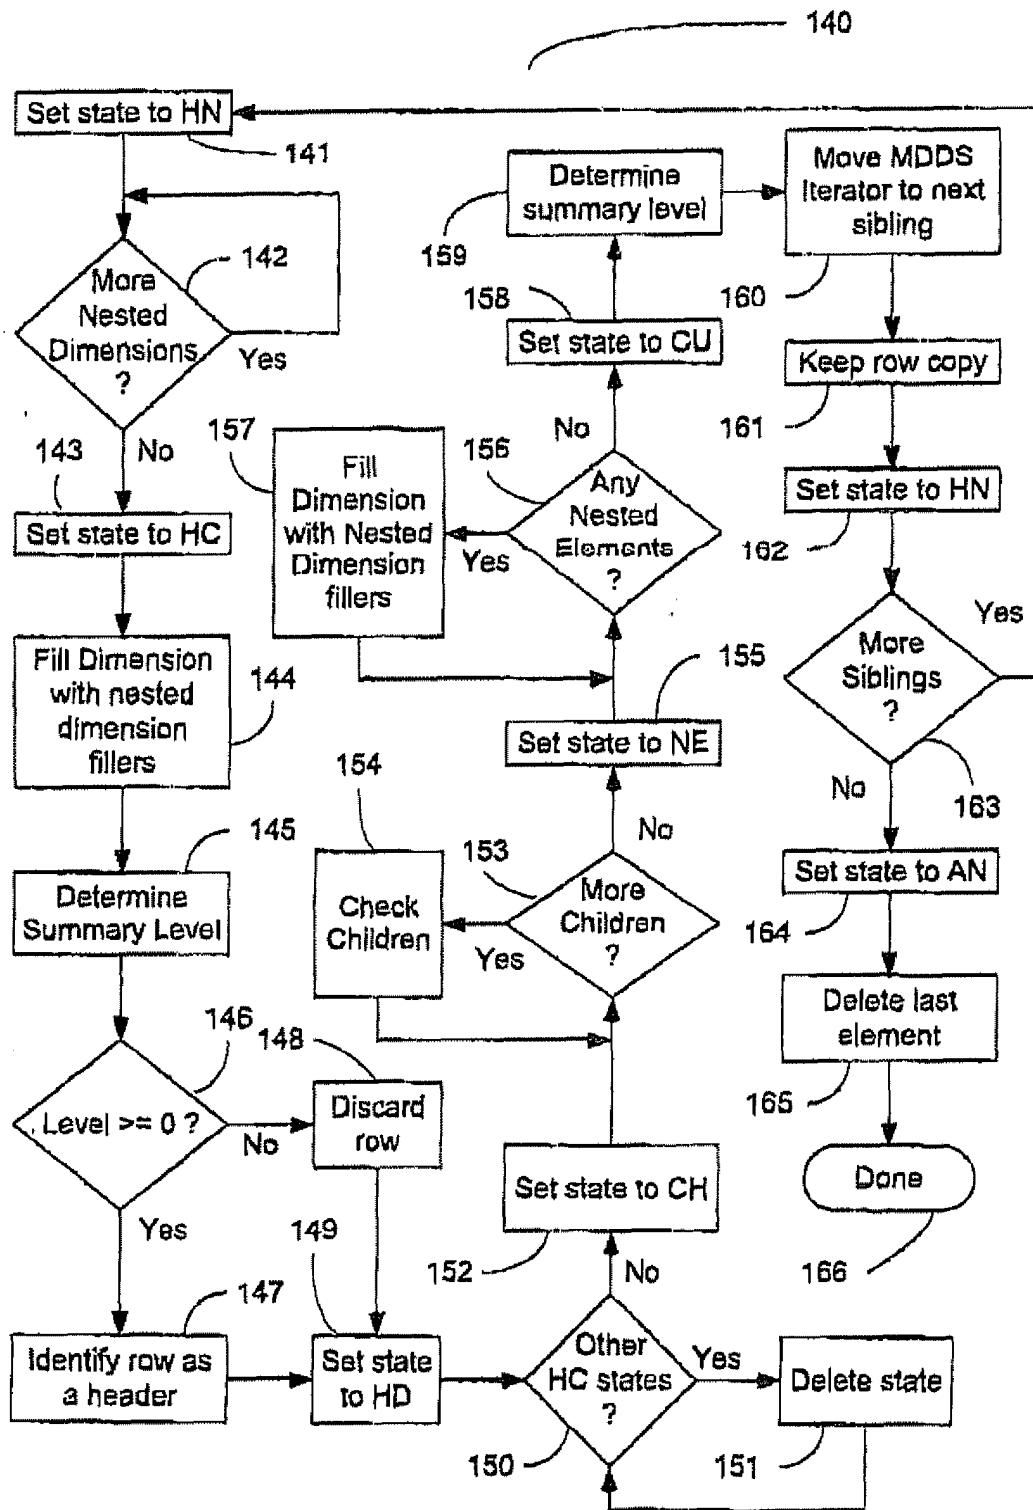 140
Set state to HN
141
142
More
Nested
Dimensions
?
Yes
No
143
Set state to HC
Fill Dimension
with nested
dimension
fillers
144
145
Determine
Summary Level
146
Level >= 0 ?
No
Yes
147
Identify row as
a header
148
Discard
row
149
Set state
to HD
Other
HC states
?
150
Yes
Delete state
151
No
Set state to CH
152
153
More
Children
?
Yes
154
Check
Children
No
Set state to NE
155
156
Any
Nested
Elements
?
Yes
157
Fill
Dimension
with Nested
Dimension
fillers
No
158
Set state to CU
Determine
summary level
159
Move MDDS
Iterator to next
sibling
160
Keep row copy
161
Set state to HN
162
More
Siblings
?
Yes
163
No
Set state to AN
164
Delete last
element
165
Done
166